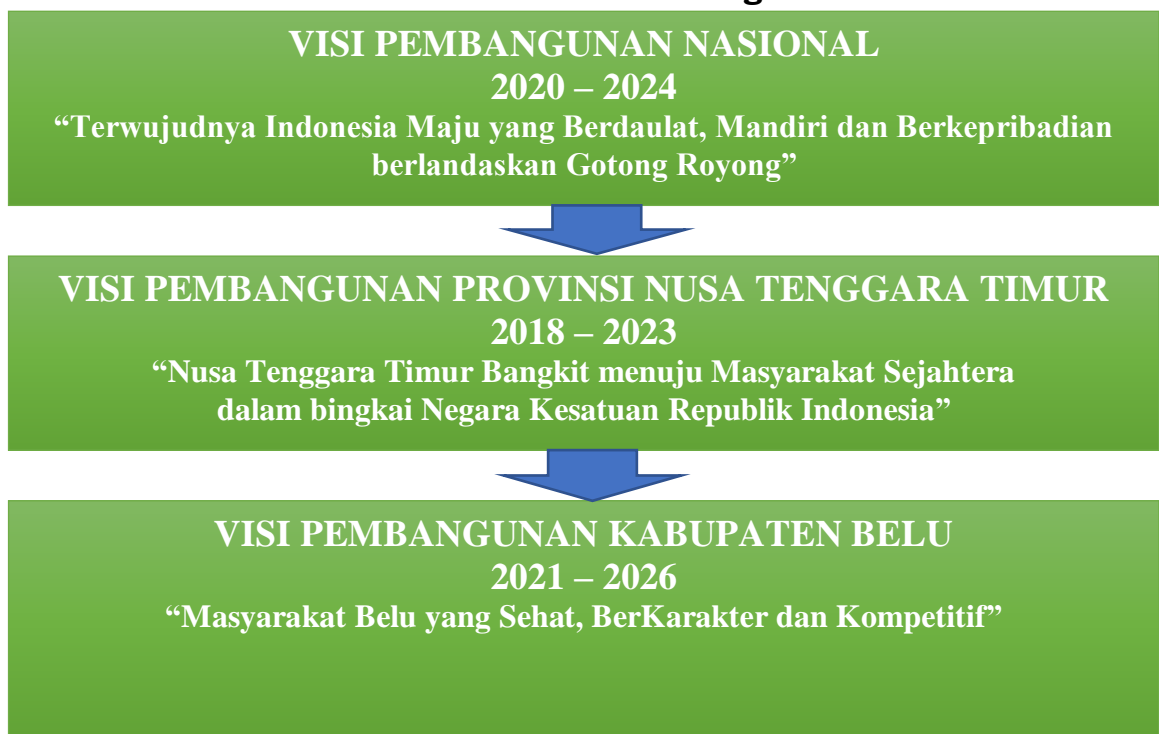 VISI PEMBANGUNAN NASIONAL
2020 – 2024
“Terwujudnya Indonesia Maju yang Berdaulat, Mandiri dan Berkepribadian
berlandaskan Gotong Royong”
VISI PEMBANGUNAN PROVINSI NUSA TENGGARA TIMUR
2018 – 2023
“Nusa Tenggara Timur Bangkit menuju Masyarakat Sejahtera
dalam bingkai Negara Kesatuan Republik Indonesia”
VISI PEMBANGUNAN KABUPATEN BELU
2021 – 2026
“Masyarakat Belu yang Sehat, BerKarakter dan Kompetitif”